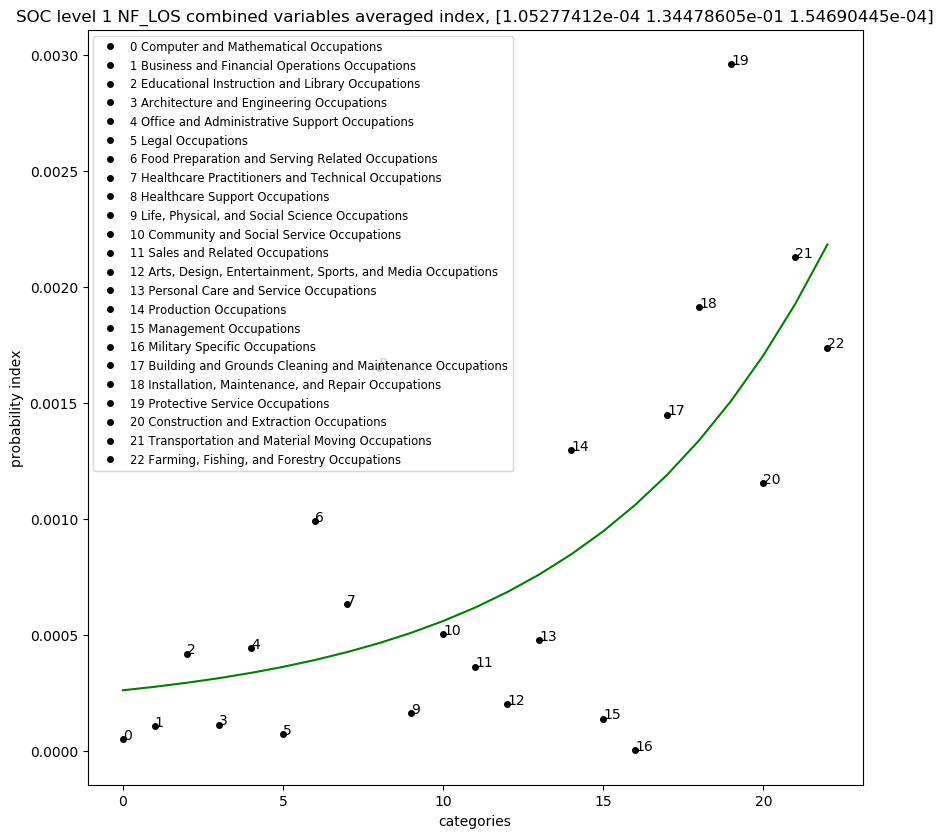 SOC level 1 NF_LOS combined variables averaged index, [1.05277412e-04 1.34478605e-01 1.54690445e-04]
0 Computer and Mathematical Occupations
1 Business and Financial Operations Occupations
2 Educational Instruction and Library Occupations
3 Architecture and Engineering Occupations
4 Office and Administrative Support Occupations
5 Legal Occupations
6 Food Preparation and Serving Related Occupations
7 Healthcare Practitioners and Technical Occupations
8 Healthcare Support Occupations
9 Life, Physical, and Social Science Occupations
10 Community and Social Service Occupations
11 Sales and Related Occupations
12 Arts, Design, Entertainment, Sports, and Media Occupations
13 Personal Care and Service Occupations
14 Production Occupations
15 Management Occupations
16 Military Specific Occupations
17 Building and Grounds Cleaning and Maintenance Occupations
18 Installation, Maintenance, and Repair Occupations
19 Protective Service Occupations
20 Construction and Extraction Occupations
21 Transportation and Material Moving Occupations
22 Farming, Fishing, and Forestry Occupations
0.0030
0.0025
0.0020
0.0015
0.0010
0.0005
0.0000
probability index
0
1
2
3
4
5
6
7
8
9
10
11
12
13
14
15
16
17
18
19
20
21
22
0
5
10
15
20
categories